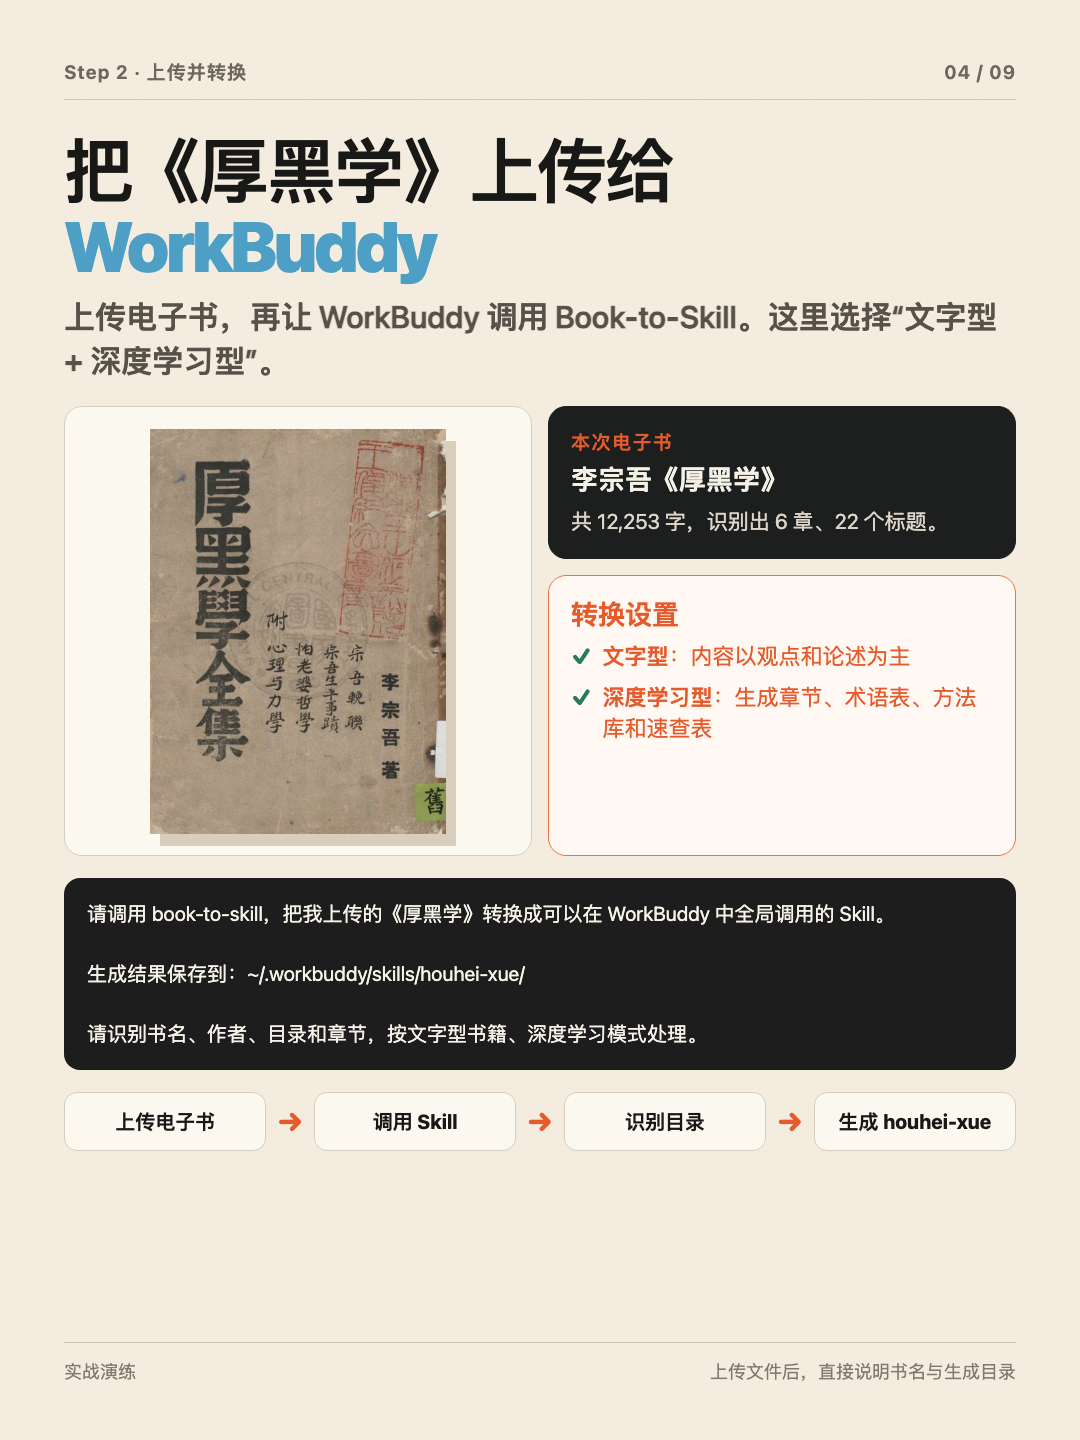 Step 2 · 上传并转换
04 / 09
把《厚黑学》上传给
WorkBuddy
上传电子书，再让 WorkBuddy 调用 Book-to-Skill。这里选择“文字型
+ 深度学习型”。
厚黑學全集
附
心理与力學
怕老婆哲學
宗吾生平事蹟
宗吾輓聯
李宗吾著
舊
CENTRAL
本次电子书
李宗吾《厚黑学》
共 12,253 字，识别出 6 章、22 个标题。
转换设置
文字型：内容以观点和论述为主
深度学习型：生成章节、术语表、方法
库和速查表
请调用 book-to-skill，把我上传的《厚黑学》转换成可以在 WorkBuddy 中全局调用的 Skill。
生成结果保存到：~/.workbuddy/skills/houhei-xue/
请识别书名、作者、目录和章节，按文字型书籍、深度学习模式处理。
上传电子书
调用 Skill
识别目录
生成 houhei-xue
实战演练
上传文件后，直接说明书名与生成目录